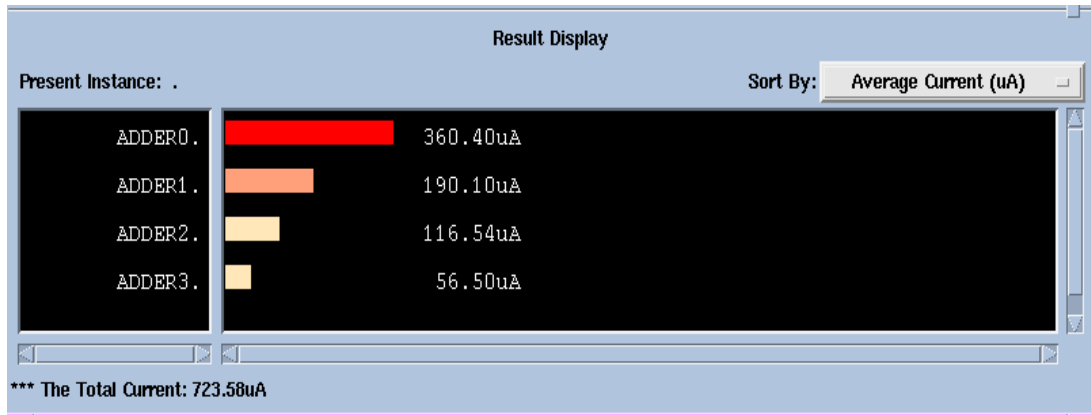 Result Display
Present Instance: .
Sort By: Average Current (uA)
ADDER0. 360.40uA
ADDER1. 190.10uA
ADDER2. 116.54uA
ADDER3. 56.50uA
*** The Total Current: 723.58uA